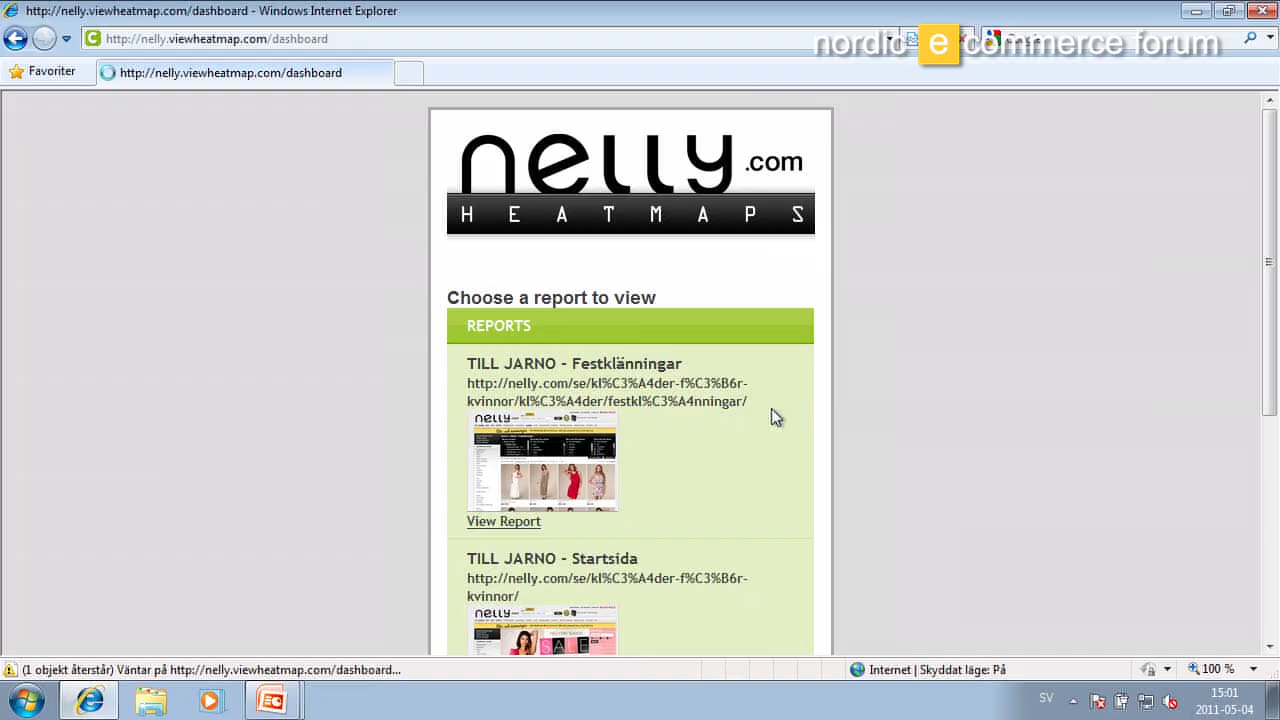 http://nelly.viewheatmap.com/dashboard - Windows Internet Explorer
http://nelly.viewheatmap.com/dashboard
nordic e commerce forum
Favoriter
http://nelly.viewheatmap.com/dashboard
nelly.com
HEATMAPS
Choose a report to view
REPORTS
TILL JARNO - Festklänningar
http://nelly.com/se/kl%C3%A4der-f%C3%B6r-
kvinnor/kl%C3%A4der/festkl%C3%A4nningar/
nelly
View Report
TILL JARNO - Startsida
http://nelly.com/se/kl%C3%A4der-f%C3%B6r-
kvinnor/
nelly
SALE
(1 objekt återstår) Väntar på http://nelly.viewheatmap.com/dashboard...
Internet | Skyddat läge: På
100 %
SV
15:01
2011-05-04